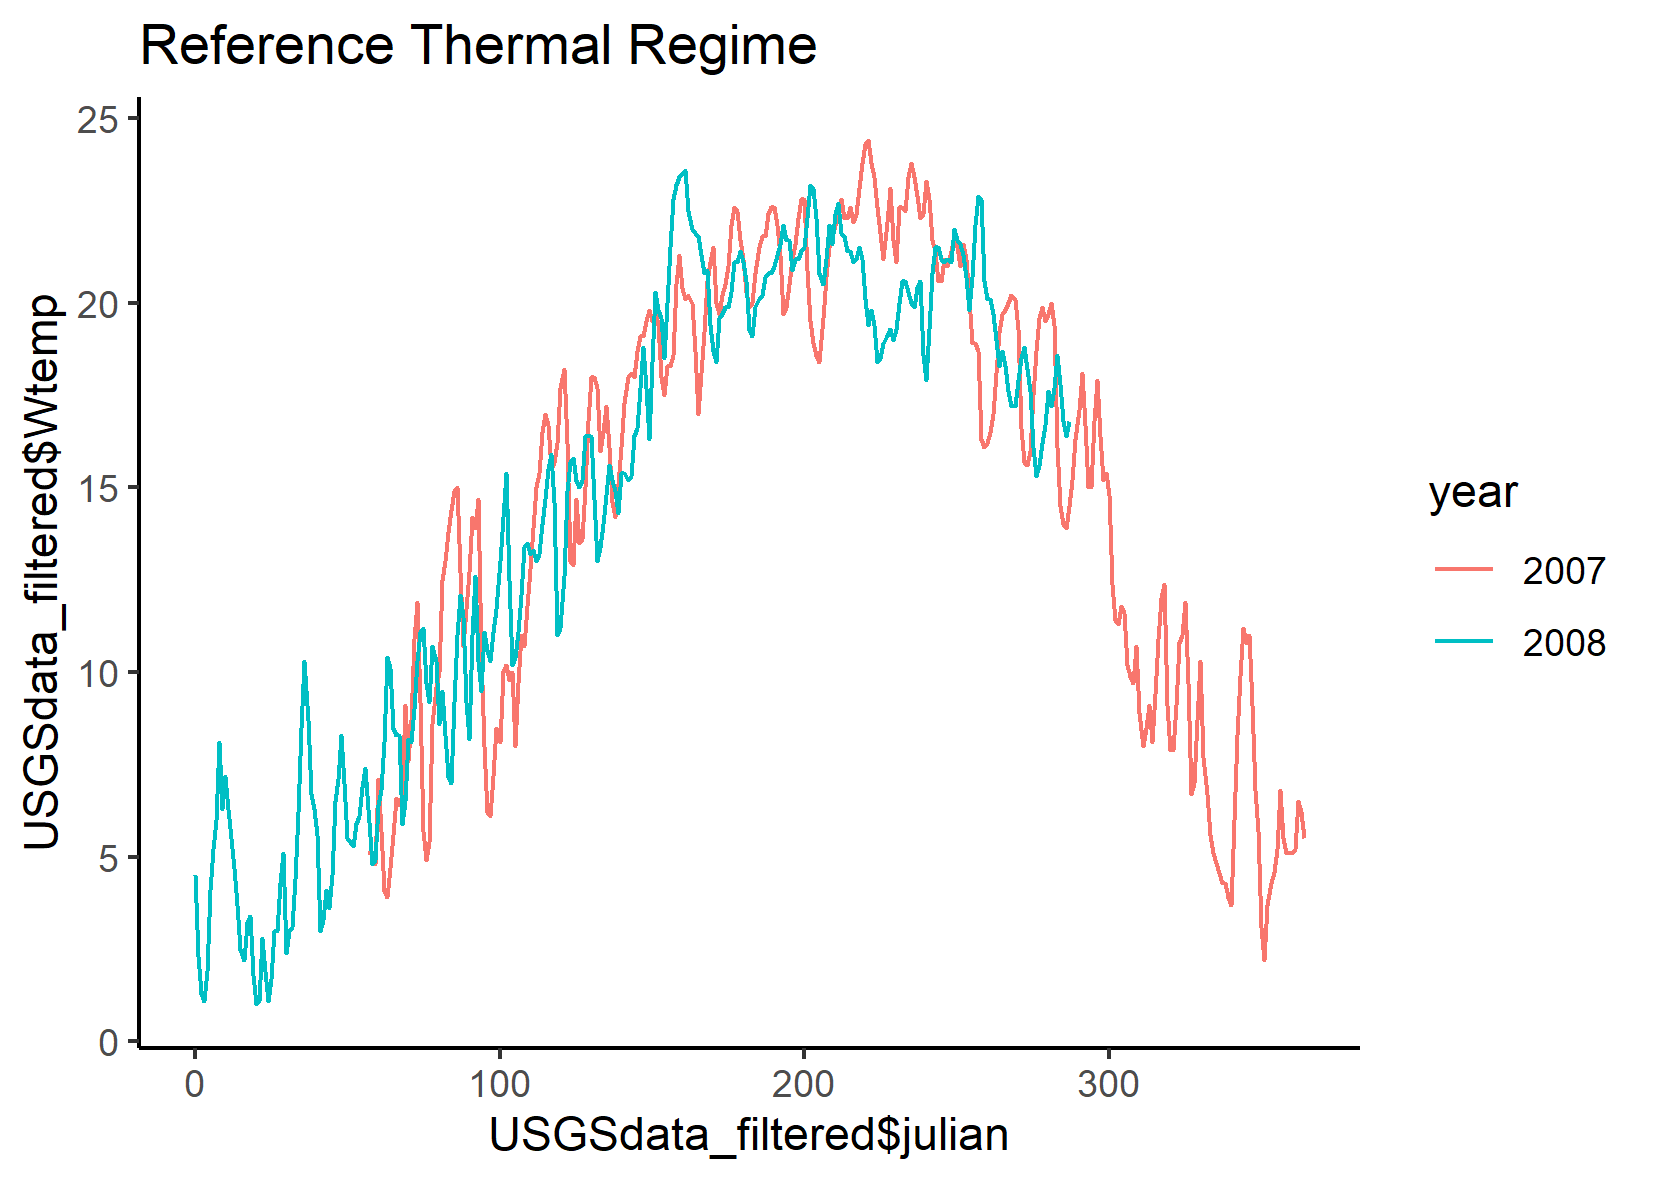 Reference Thermal Regime
USGSdata_filtered$Wtemp
25
20
15
10
5
0
0 100 200 300
USGSdata_filtered$julian
year
2007
2008